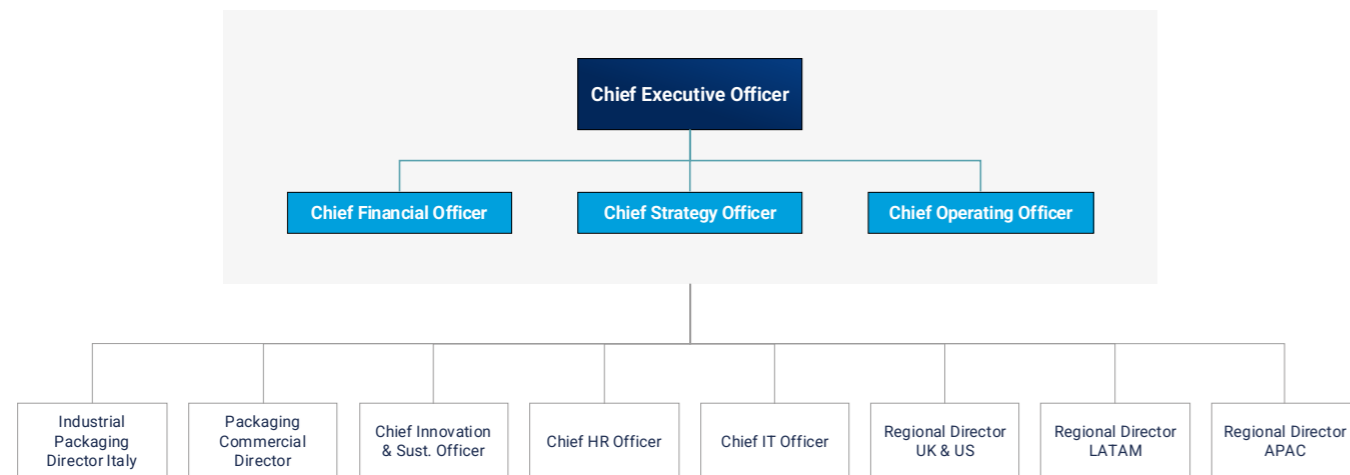 Chief Executive Officer
Chief Financial Officer
Chief Strategy Officer
Chief Operating Officer
Industrial
Packaging
Director Italy
Packaging
Commercial
Director
Chief Innovation
& Sust. Officer
Chief HR Officer
Chief IT Officer
Regional Director
UK & US
Regional Director
LATAM
Regional Director
APAC